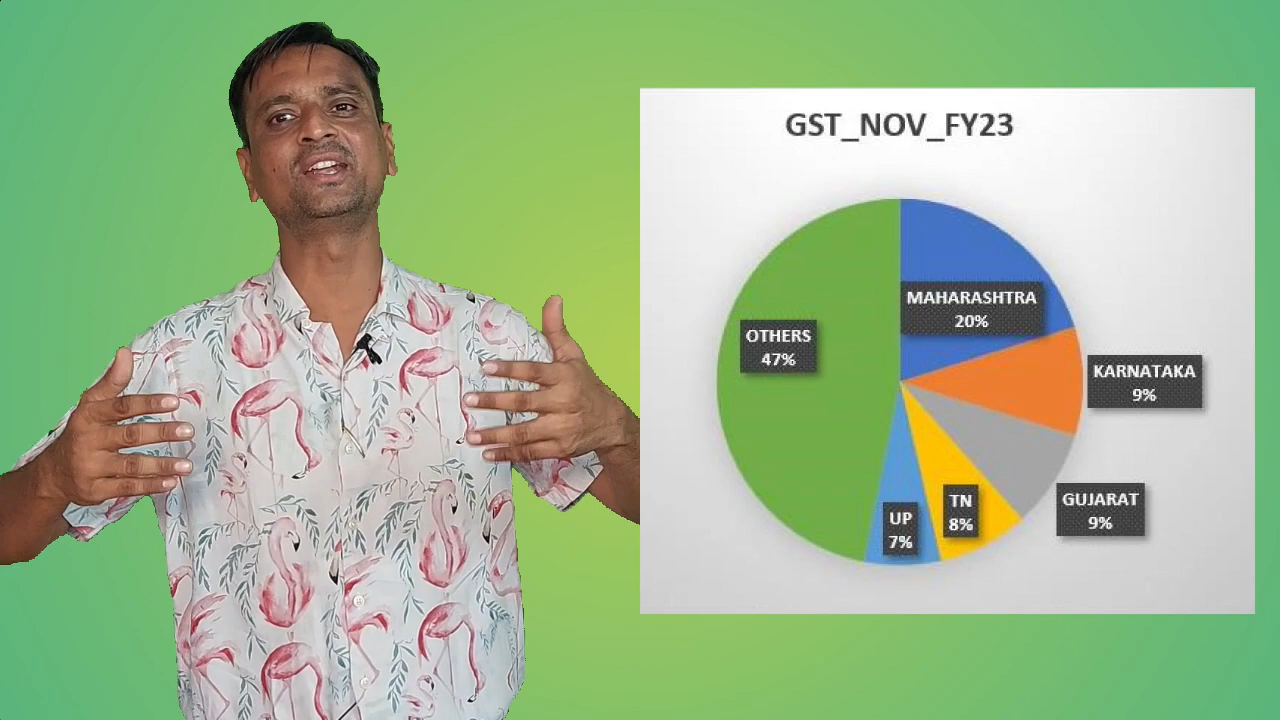 GST_NOV_FY23
MAHARASHTRA
20%
OTHERS
47%
KARNATAKA
9%
GUJARAT
9%
TN
8%
UP
7%